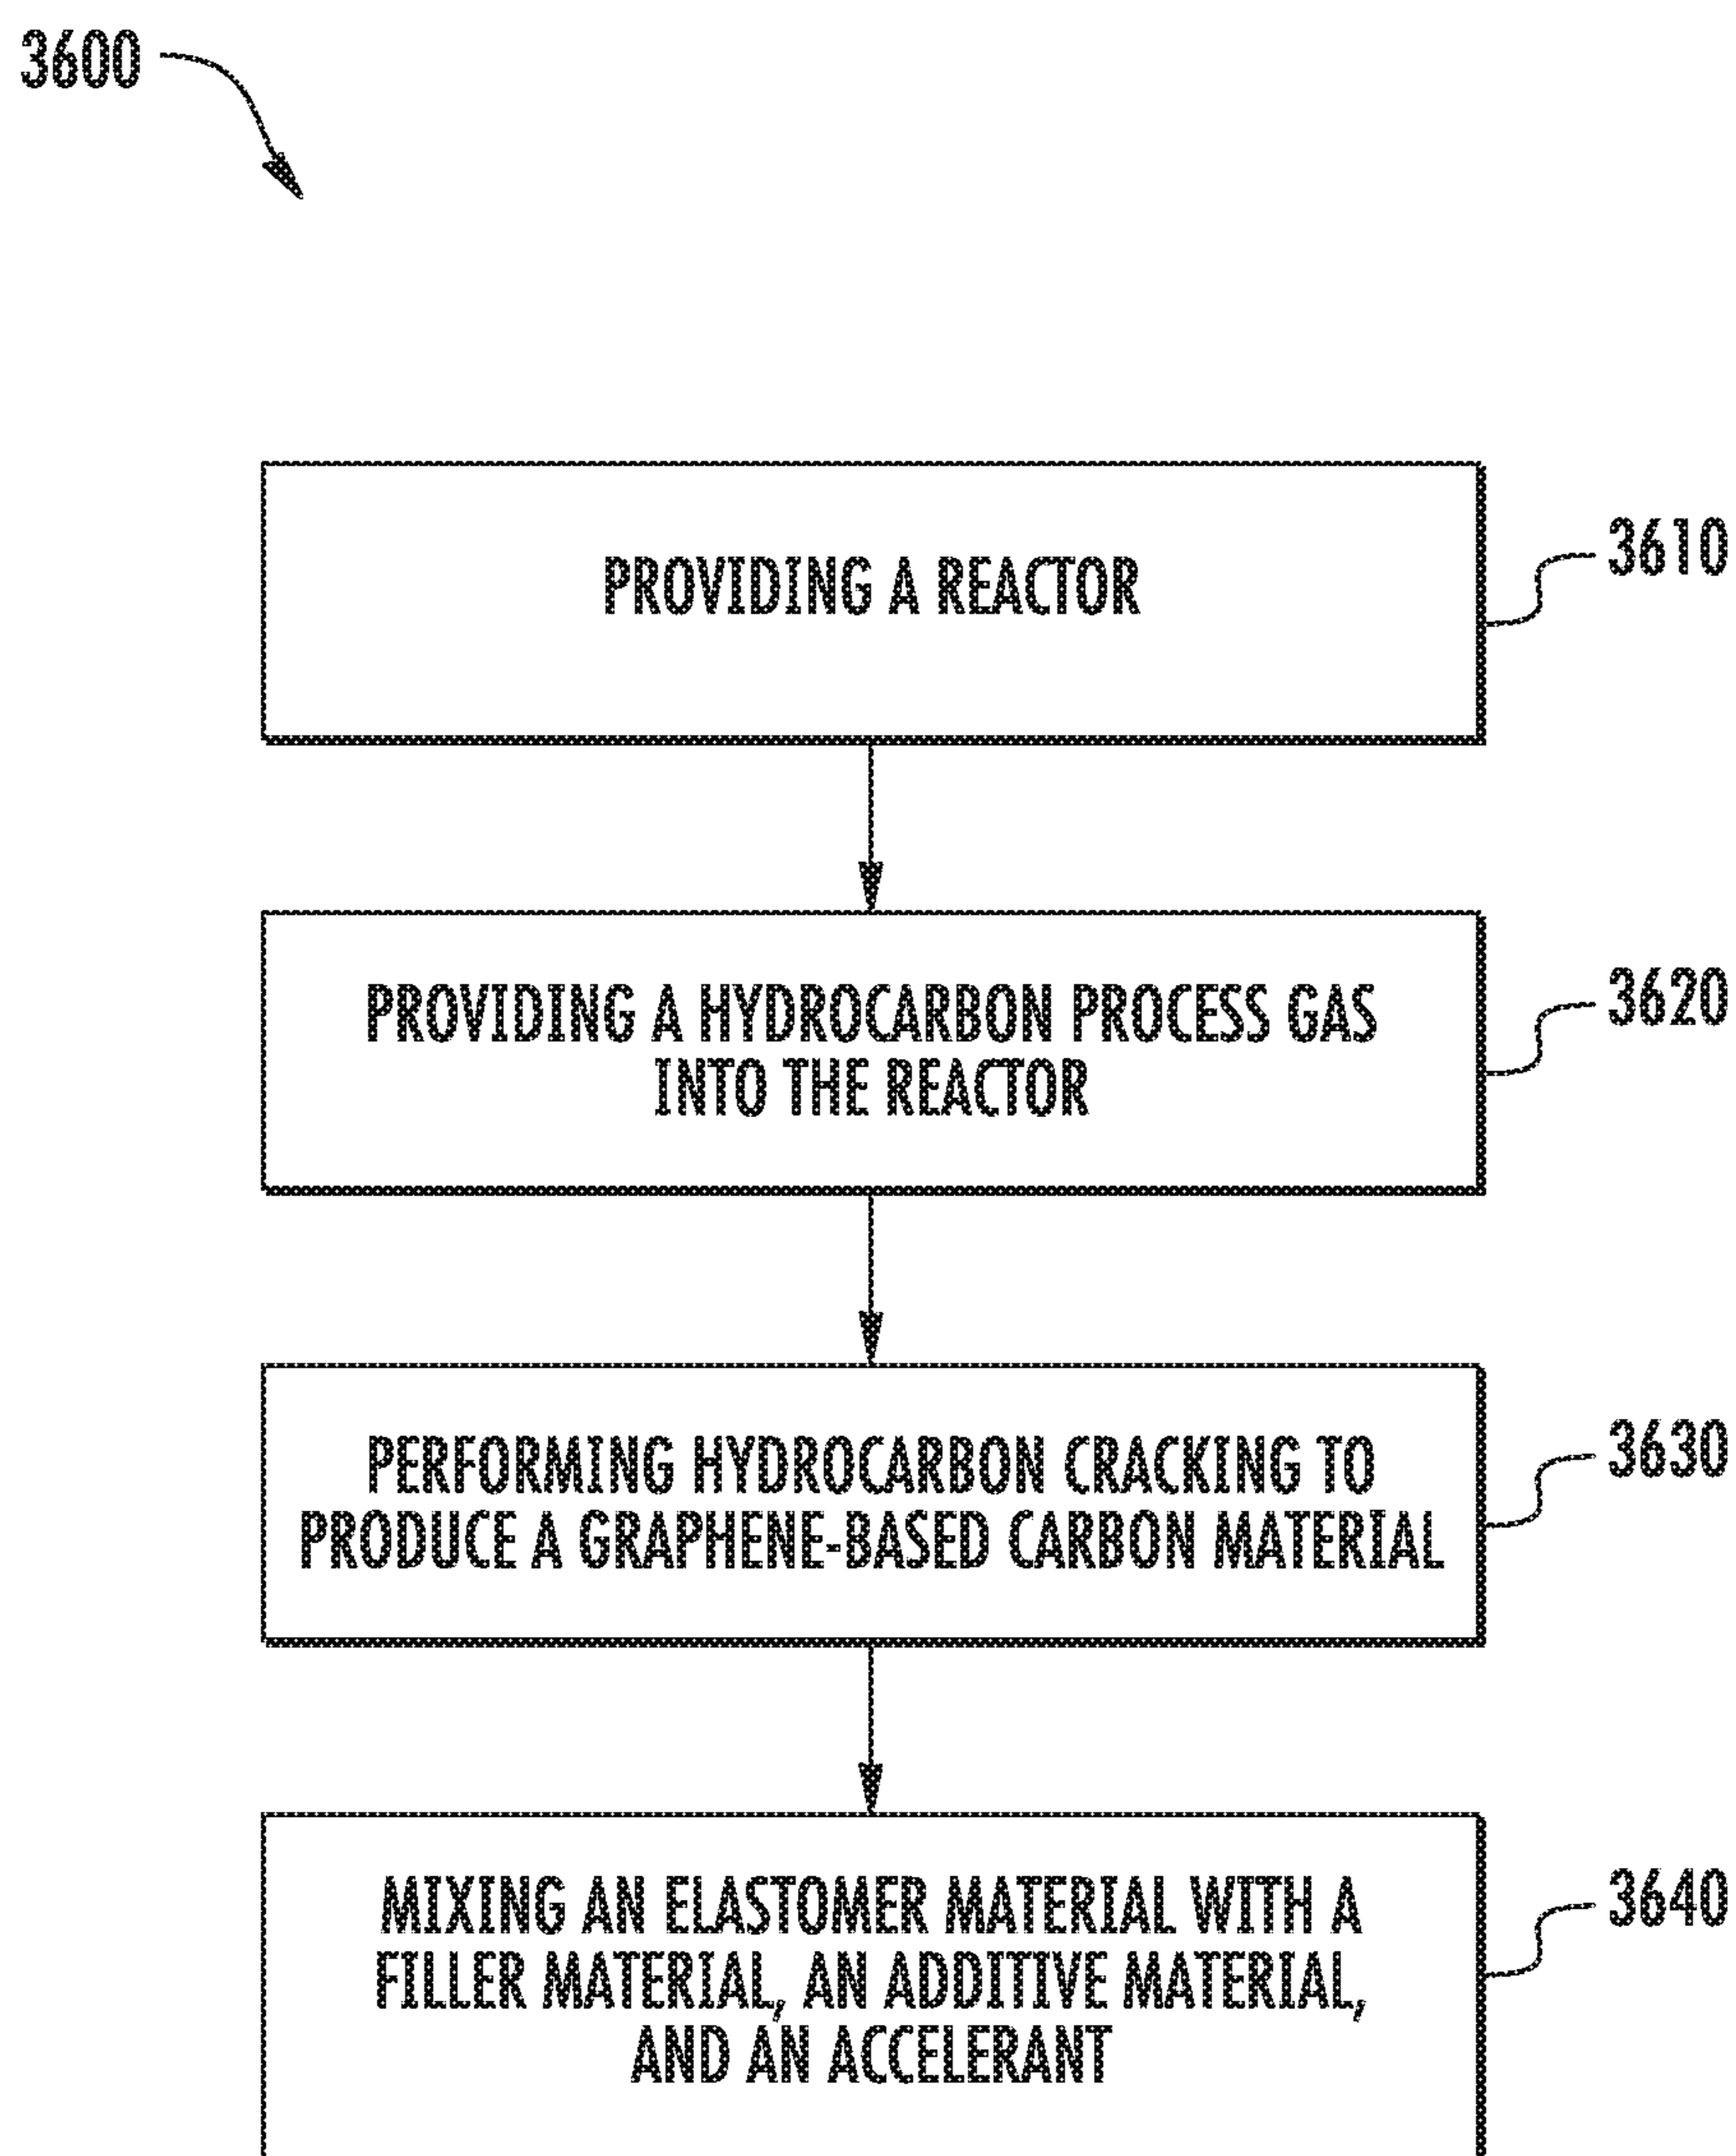 3600
PROVIDING A REACTOR
3610
PROVIDING A HYDROCARBON PROCESS GAS
INTO THE REACTOR
3620
PERFORMING HYDROCARBON CRACKING TO
PRODUCE A GRAPHENE-BASED CARBON MATERIAL
3630
MIXING AN ELASTOMER MATERIAL WITH A
FILLER MATERIAL, AN ADDITIVE MATERIAL,
AND AN ACCELERANT
3640